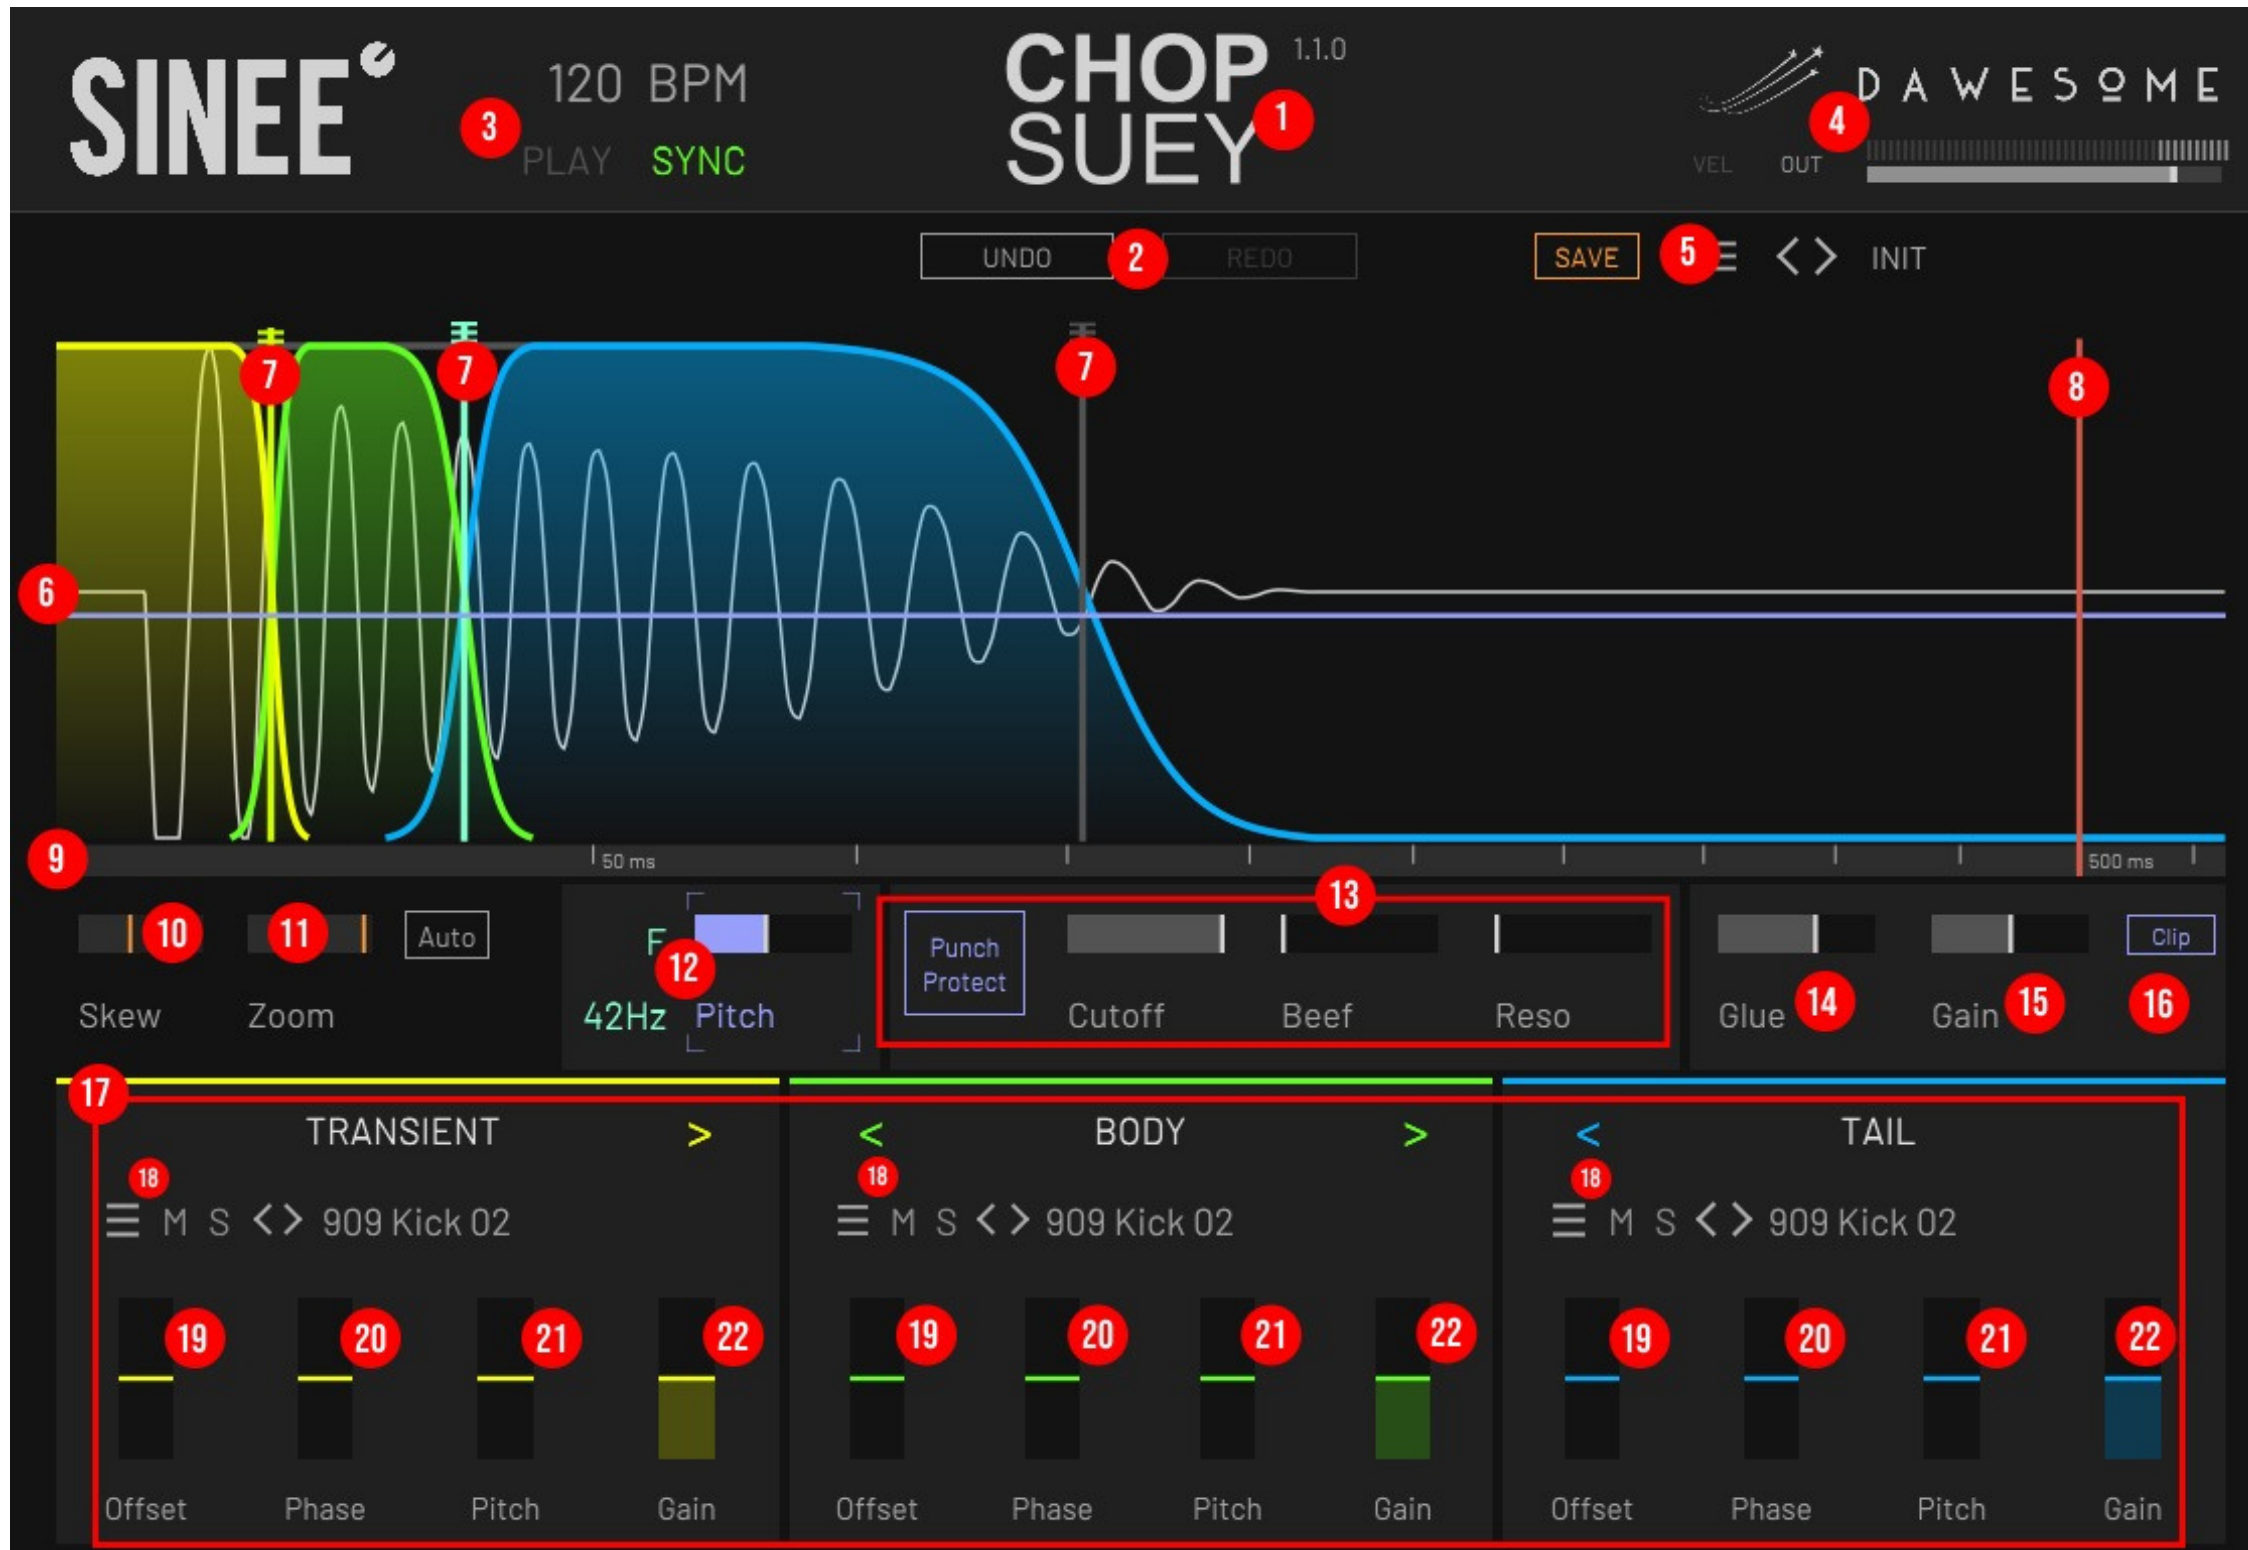 SINEE
120 BPM
3
PLAY SYNC
CHOP 1.1.0
SUEY 1
DAWESOME
4
VEL OUT
UNDO 2 REDO
SAVE 5 INIT
7 7 7 8
6
9 50 ms 500 ms
10 11 Auto
Skew Zoom
F 12
42Hz Pitch
13
Punch
Protect
Cutoff Beef Reso
Clip
Glue 14 Gain 15 16
17
TRANSIENT > < BODY > < TAIL
18 18 18
M S <> 909 Kick 02 M S <> 909 Kick 02 M S <> 909 Kick 02
19 20 21 22 19 20 21 22 19 20 21 22
Offset Phase Pitch Gain Offset Phase Pitch Gain Offset Phase Pitch Gain